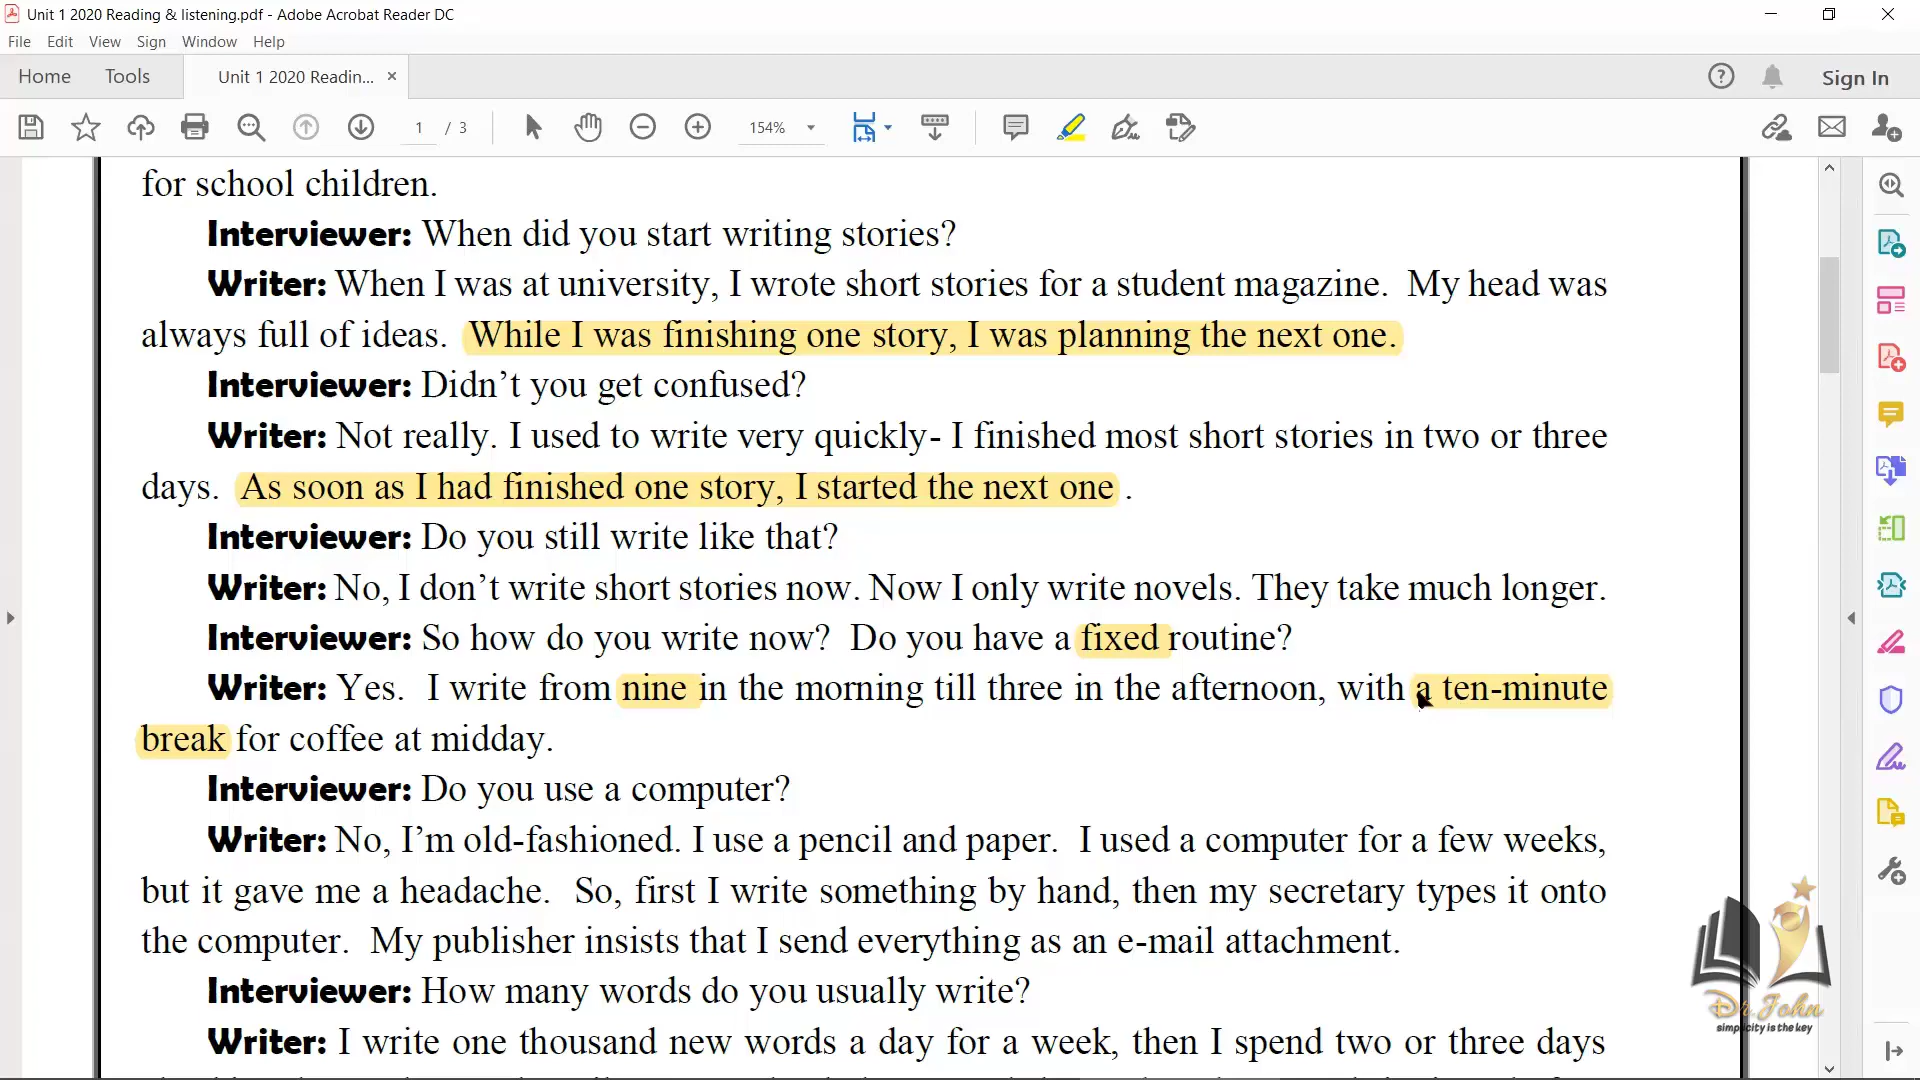 Unit 1 2020 Reading & listening.pdf - Adobe Acrobat Reader DC
File Edit View Sign Window Help
Home Tools Unit 1 2020 Readin... × Sign In
1 / 3 154%
for school children.
Interviewer: When did you start writing stories?
Writer: When I was at university, I wrote short stories for a student magazine. My head was
always full of ideas. While I was finishing one story, I was planning the next one.
Interviewer: Didn’t you get confused?
Writer: Not really. I used to write very quickly- I finished most short stories in two or three
days. As soon as I had finished one story, I started the next one .
Interviewer: Do you still write like that?
Writer: No, I don’t write short stories now. Now I only write novels. They take much longer.
Interviewer: So how do you write now? Do you have a fixed routine?
Writer: Yes. I write from nine in the morning till three in the afternoon, with a ten-minute
break for coffee at midday.
Interviewer: Do you use a computer?
Writer: No, I’m old-fashioned. I use a pencil and paper. I used a computer for a few weeks,
but it gave me a headache. So, first I write something by hand, then my secretary types it onto
the computer. My publisher insists that I send everything as an e-mail attachment.
Interviewer: How many words do you usually write?
Writer: I write one thousand new words a day for a week, then I spend two or three days
Dr. John
simplicity is the key